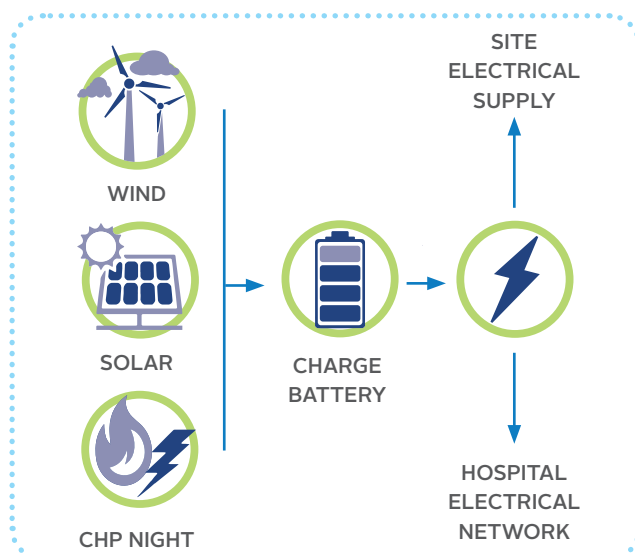 SITE
ELECTRICAL
SUPPLY
WIND
SOLAR
CHARGE
BATTERY
CHP NIGHT
HOSPITAL
ELECTRICAL
NETWORK